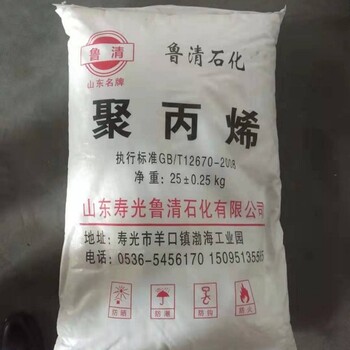 鲁清
山东名牌
鲁清石化
聚丙烯
执行标准GB/T12670-2008
净重：25±0.25kg
山东寿光鲁清石化有限公司
地址：寿光市羊口镇渤海工业园
电话：0536-5456170